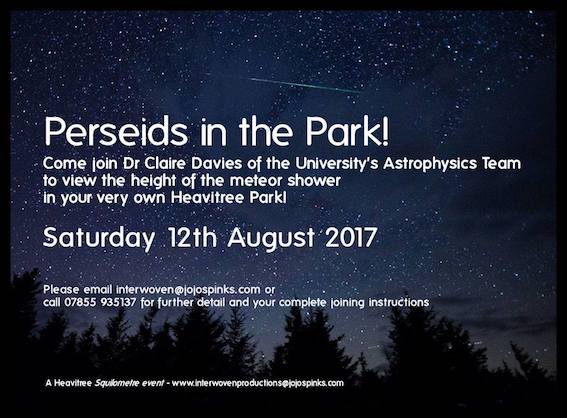 Perseids in the Park!
Come join Dr Claire Davies of the University's Astrophysics Team
to view the height of the meteor shower
in your very own Heavitree Park!
Saturday 12th August 2017
Please email interwoven@jojospinks.com or
call 07855 935137 for further detail and your complete joining instructions
A Heavitree Squilometre event - www.interwovenproductions@jojospinks.com